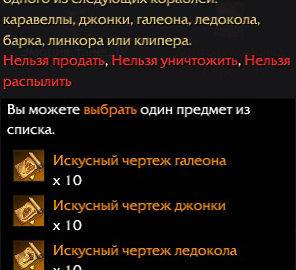 одного из следующих кораблей:
каравеллы, джонки, галеона, ледокола,
барка, линкора или клипера.
Нельзя продать, Нельзя уничтожить, Нельзя
распылить
Вы можете выбрать один предмет из
списка.
Искусный чертеж галеона
x 10
Искусный чертеж джонки
x 10
Искусный чертеж ледокола
x 10